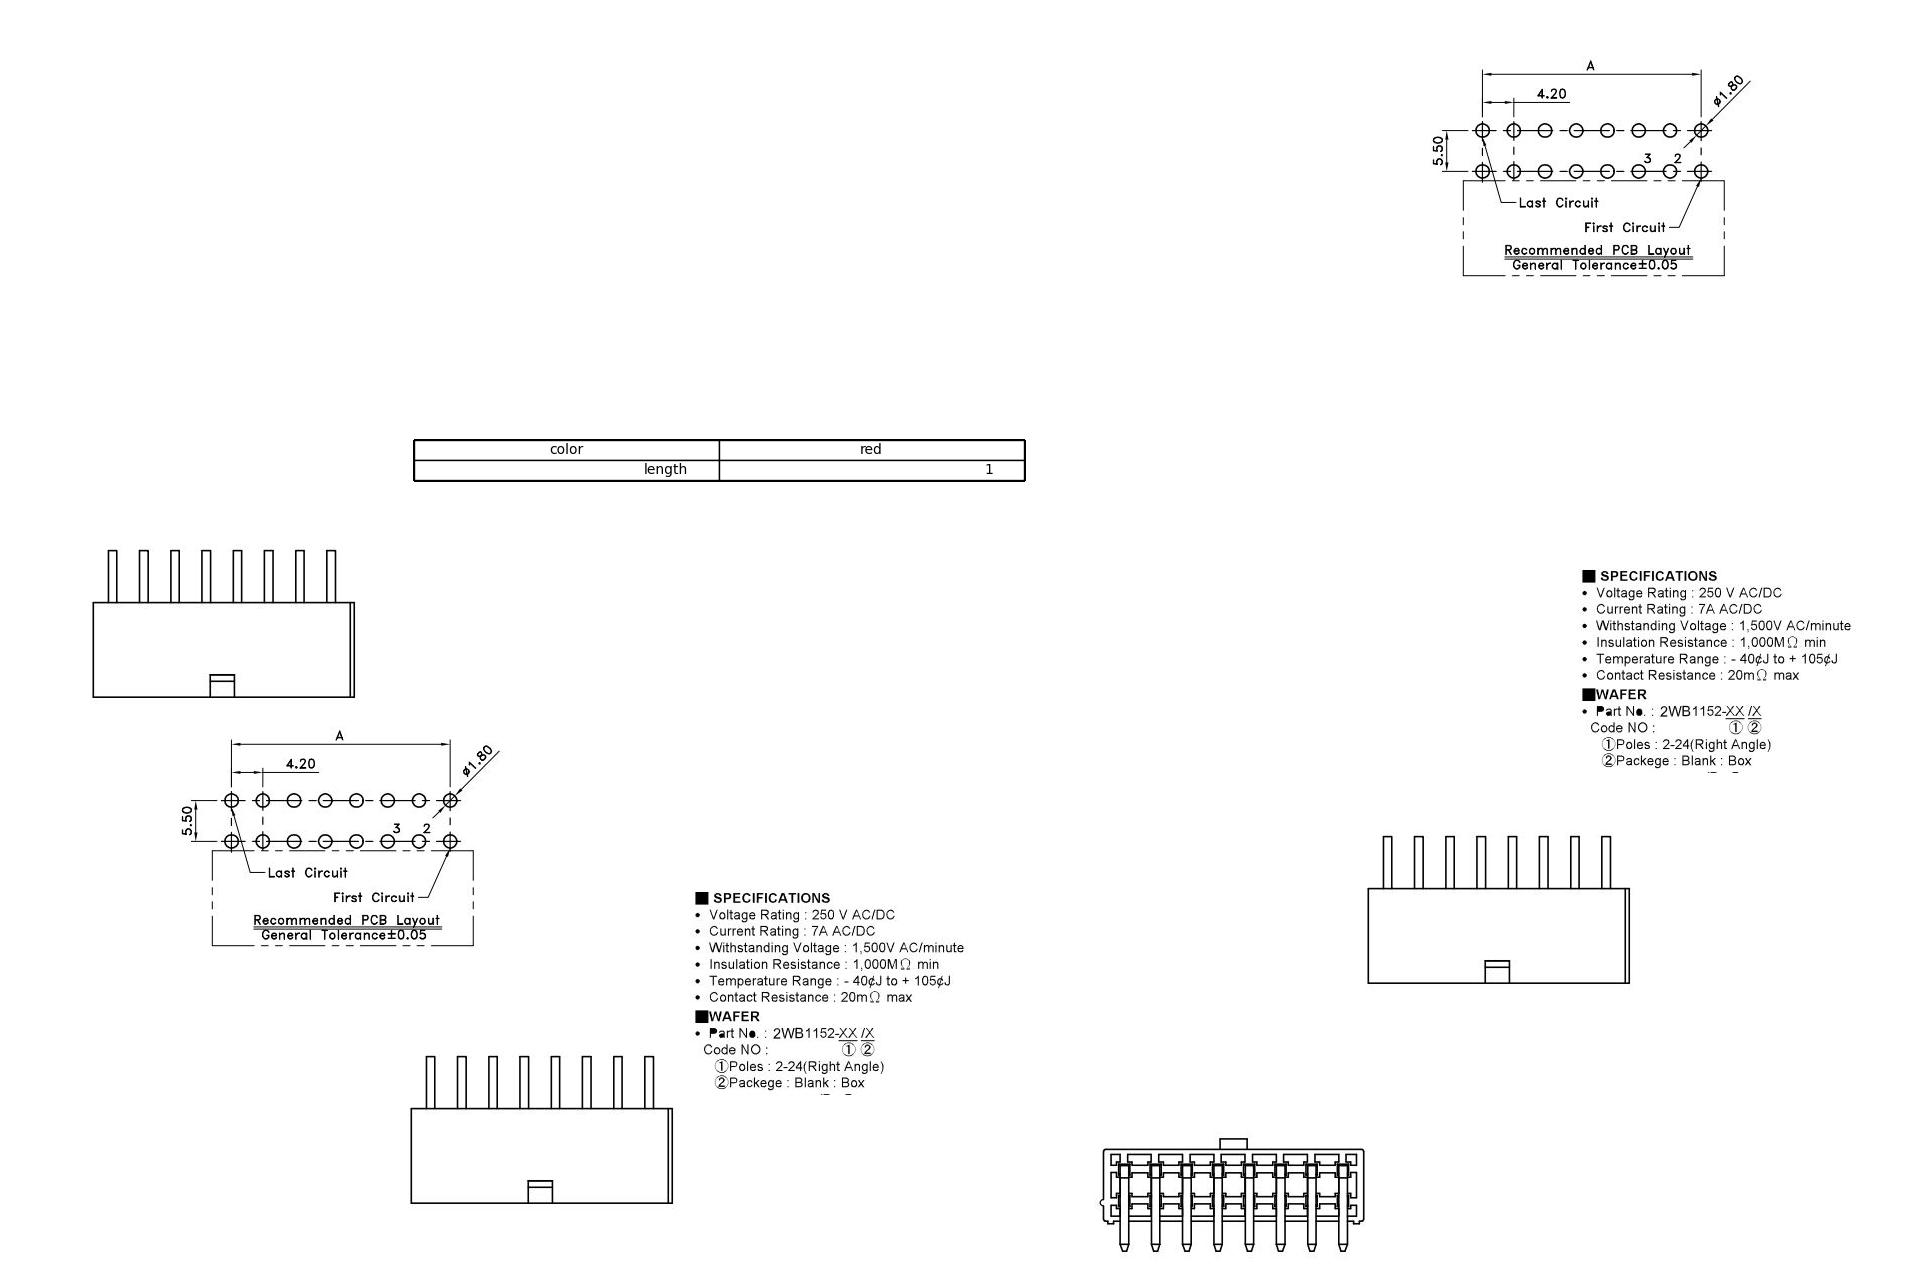 A
4.20
ø1.80
5.50
3 2
Last Circuit
First Circuit
Recommended PCB Layout
General Tolerance±0.05
color red
length 1
■ SPECIFICATIONS
• Voltage Rating : 250 V AC/DC
• Current Rating : 7A AC/DC
• Withstanding Voltage : 1,500V AC/minute
• Insulation Resistance : 1,000MΩ min
• Temperature Range : - 40¢J to + 105¢J
• Contact Resistance : 20mΩ max
■WAFER
• Part No. : 2WB1152-XX /X
Code NO : ① ②
①Poles : 2-24(Right Angle)
②Packege : Blank : Box
A
4.20
ø1.80
5.50
3 2
Last Circuit
First Circuit
Recommended PCB Layout
General Tolerance±0.05
■ SPECIFICATIONS
• Voltage Rating : 250 V AC/DC
• Current Rating : 7A AC/DC
• Withstanding Voltage : 1,500V AC/minute
• Insulation Resistance : 1,000MΩ min
• Temperature Range : - 40¢J to + 105¢J
• Contact Resistance : 20mΩ max
■WAFER
• Part No. : 2WB1152-XX /X
Code NO : ① ②
①Poles : 2-24(Right Angle)
②Packege : Blank : Box